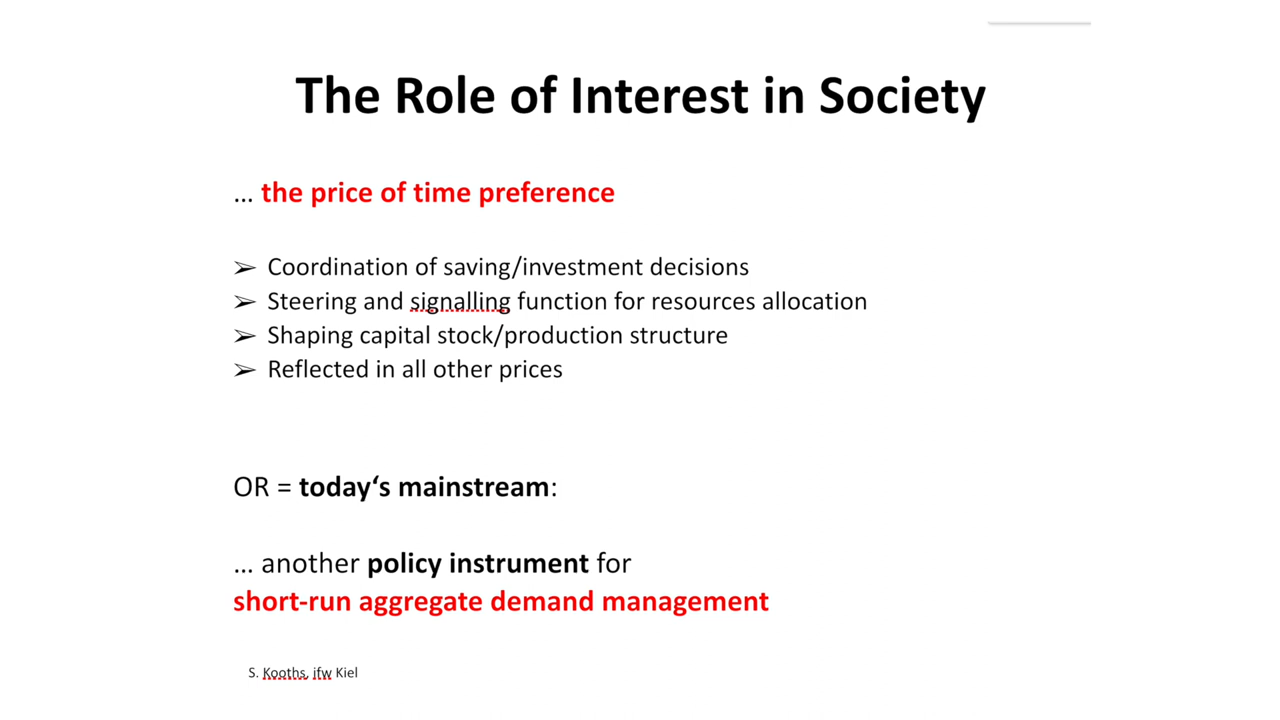 The Role of Interest in Society
... the price of time preference
➢ Coordination of saving/investment decisions
➢ Steering and signalling function for resources allocation
➢ Shaping capital stock/production structure
➢ Reflected in all other prices
OR = today‘s mainstream:
... another policy instrument for
short-run aggregate demand management
S. Kooths, ifw Kiel